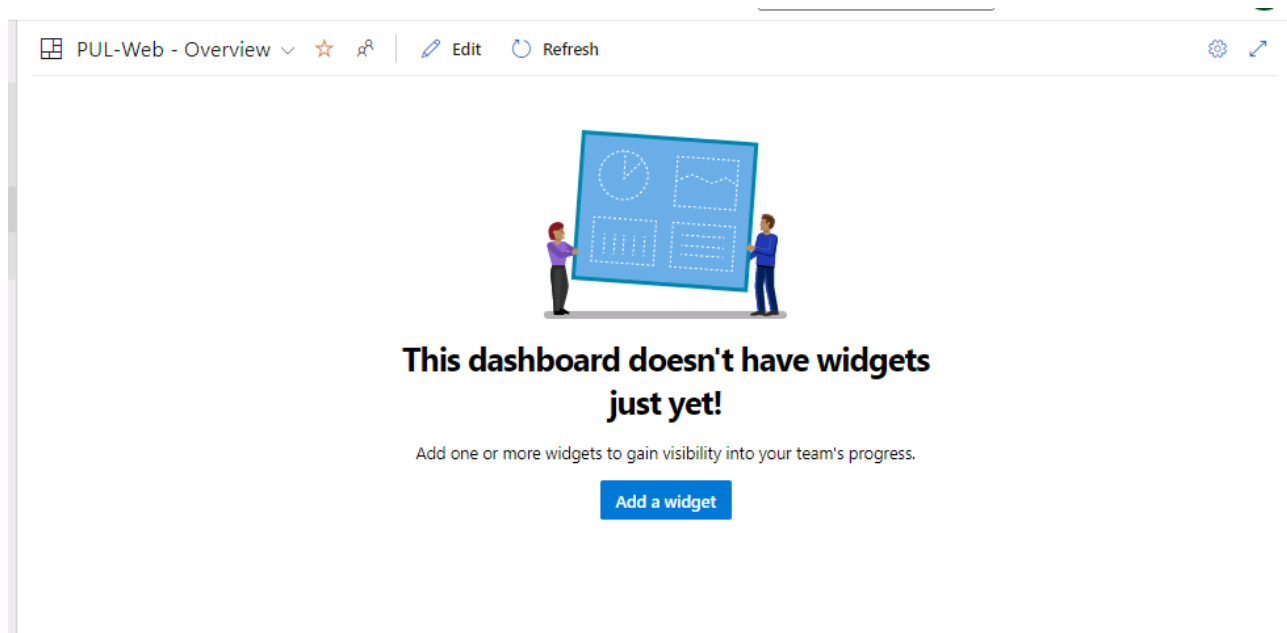 PUL-Web - Overview
Edit
Refresh
This dashboard doesn't have widgets
just yet!
Add one or more widgets to gain visibility into your team's progress.
Add a widget